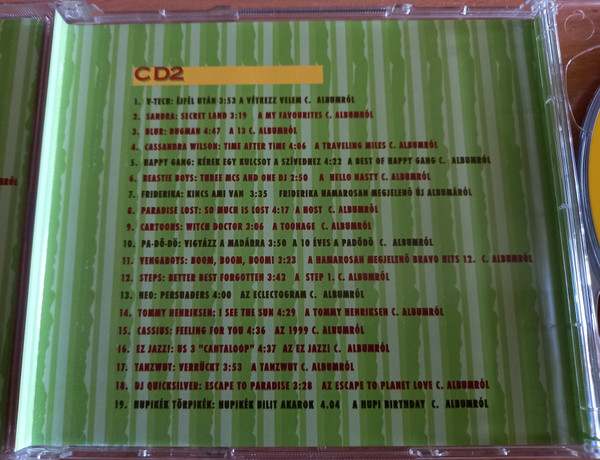 CD2
1. V-TECH: ÉJFÉL UTÁN 3:53 A VÉTKEZZ VELEM C. ALBUMRÓL
2. SANDRA: SECRET LAND 3:19 A MY FAVOURITES C. ALBUMRÓL
3. BLUR: BUGMAN 4:47 A 13 C. ALBUMRÓL
4. CASSANDRA WILSON: TIME AFTER TIME 4:06 A TRAVELING MILES C. ALBUMRÓL
5. HAPPY GANG: KÉREK EGY KULCSOT A SZÍVEDHEZ 4:22 A BEST OF HAPPY GANG C. ALBUMRÓL
6. BEASTIE BOYS: THREE MCS AND ONE DJ 2:50 A HELLO NASTY C. ALBUMRÓL
7. FRIDERIKA: KINCS AMI VAN 3:35 FRIDERIKA HAMAROSAN MEGJELENŐ ÚJ ALBUMÁRÓL
8. PARADISE LOST: SO MUCH IS LOST 4:17 A HOST C. ALBUMRÓL
9. CARTOONS: WITCH DOCTOR 3:06 A TOONAGE C. ALBUMRÓL
10. PA-DÖ-DÖ: VIGYÁZZ A MADÁRRA 3:50 A 10 ÉVES A PADÖDÖ C. ALBUMRÓL
11. VENGABOYS: BOOM, BOOM, BOOM! 3:23 A HAMAROSAN MEGJELENŐ BRAVO HITS 12. C. ALBUMRÓL
12. STEPS: BETTER BEST FORGOTTEN 3:42 A STEP 1. C. ALBUMRÓL
13. NEO: PERSUADERS 4:00 AZ ECLECTOGRAM C. ALBUMRÓL
14. TOMMY HENRIKSEN: I SEE THE SUN 4:29 A TOMMY HENRIKSEN C. ALBUMRÓL
15. CASSIUS: FEELING FOR YOU 4:36 AZ 1999 C. ALBUMRÓL
16. EZ JAZZ!: US 3 "CANTALOOP" 4:37 AZ EZ JAZZ! C. ALBUMRÓL
17. TANZWUT: VERRÜCKT 3:53 A TANZWUT C. ALBUMRÓL
18. DJ QUICKSILVER: ESCAPE TO PARADISE 3:28 AZ ESCAPE TO PLANET LOVE C. ALBUMRÓL
19. HUPIKÉK TÖRPIKÉK: HUPIKÉK BILIT AKAROK 4.04 A HUPI BIRTHDAY C. ALBUMRÓL